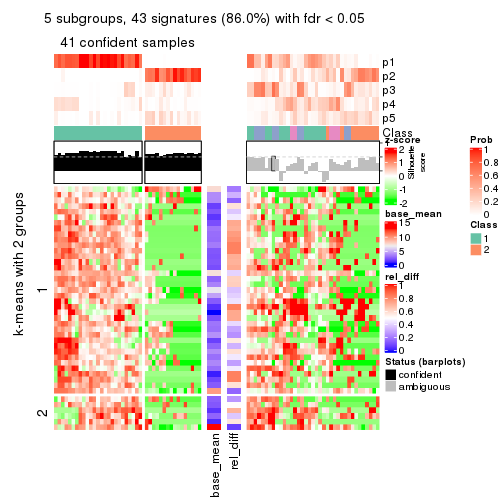 5 subgroups, 43 signatures (86.0%) with fdr < 0.05
41 confident samples
p1
p2
p3
p4
p5
Class
Silhouette
score
k-means with 2 groups
1
2
base_mean
rel_diff
z-score
2
1
0
-1
-2
base_mean
15
10
5
0
rel_diff
1
0.8
0.6
0.4
0.2
0
Status (barplots)
confident
ambiguous
Prob
1
0.8
0.6
0.4
0.2
0
Class
1
2